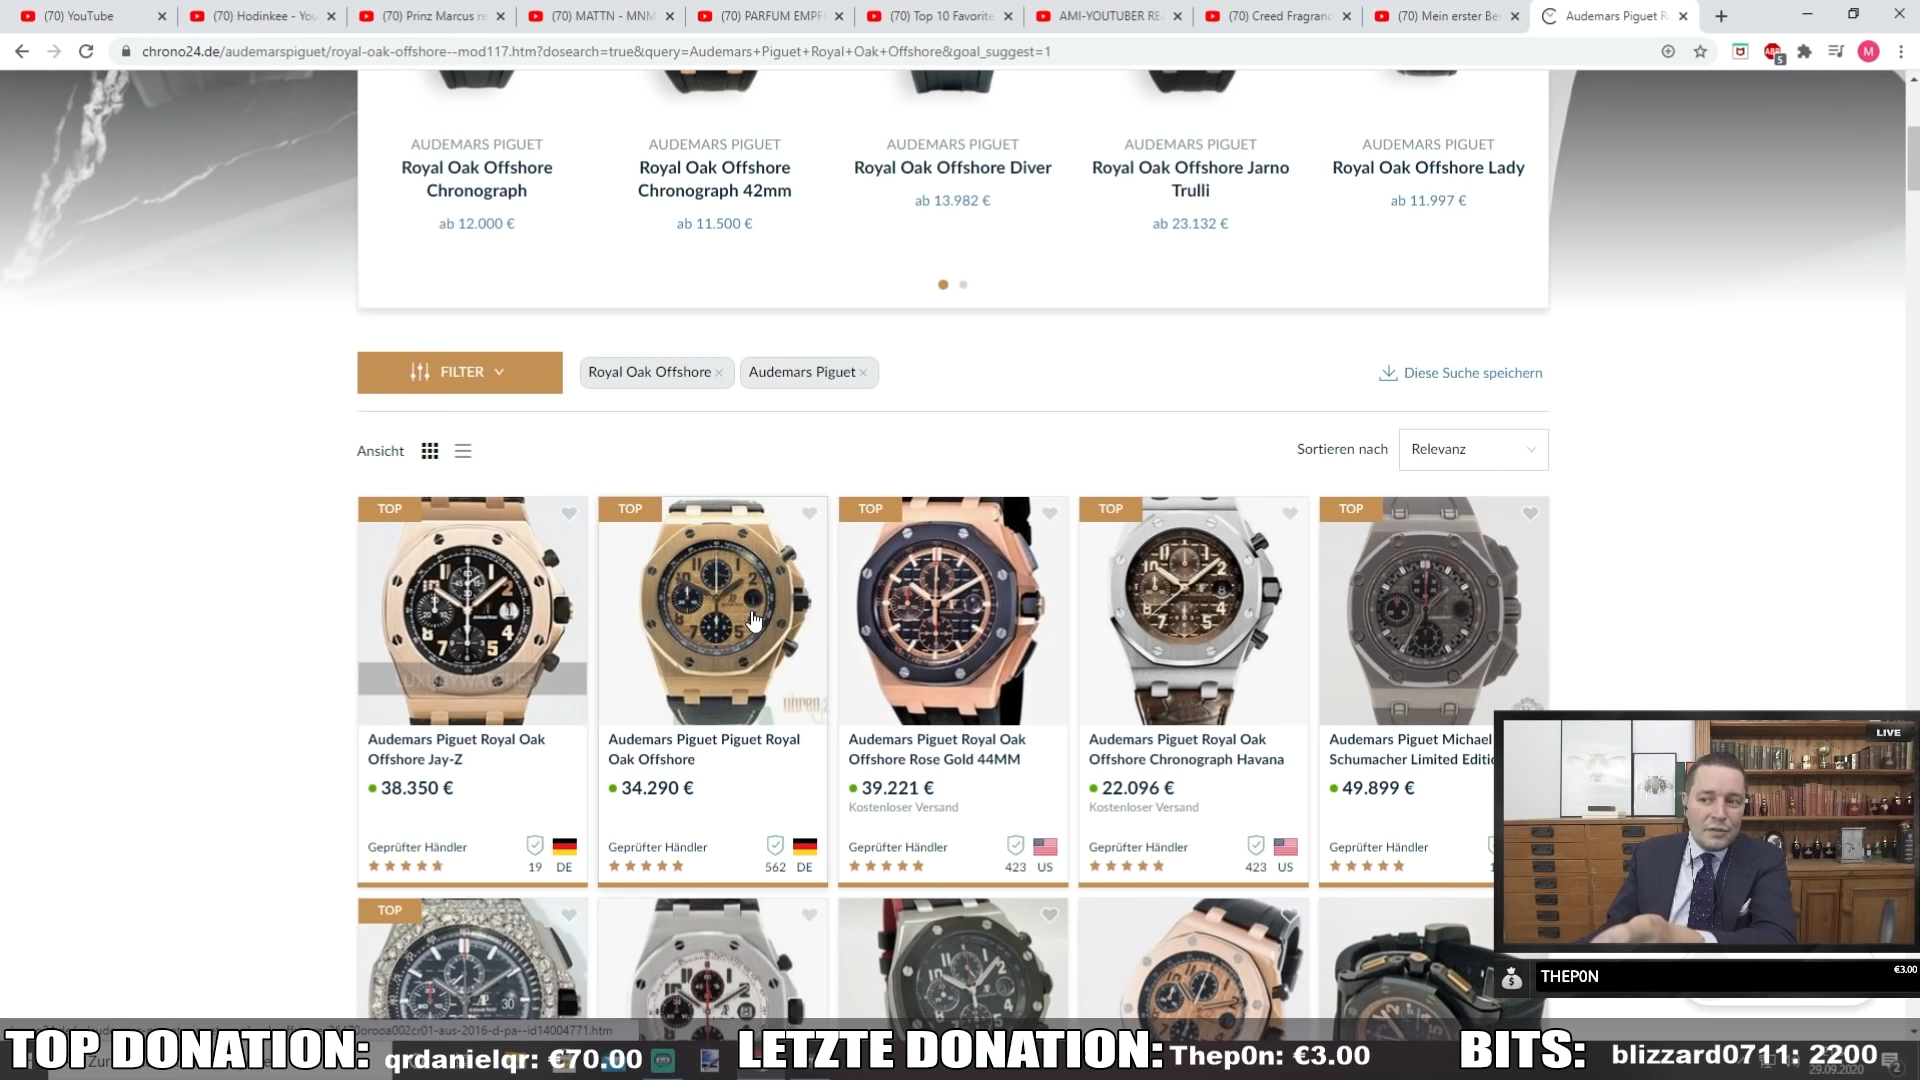 (70) YouTube
(70) Hodinkee - You
(70) Prinz Marcus re
(70) MATTN - MNM
(70) PARFUM EMPF
(70) Top 10 Favorite
AMI-YOUTUBER RE
(70) Creed Fragranc
(70) Mein erster Be
Audemars Piguet R
chrono24.de/audemarspiguet/royal-oak-offshore--mod117.htm?dosearch=true&query=Audemars+Piguet+Royal+Oak+Offshore&goal_suggest=1
5
M
AUDEMARS PIGUET
Royal Oak Offshore
Chronograph
ab 12.000 €
AUDEMARS PIGUET
Royal Oak Offshore
Chronograph 42mm
ab 11.500 €
AUDEMARS PIGUET
Royal Oak Offshore Diver
ab 13.982 €
AUDEMARS PIGUET
Royal Oak Offshore Jarno
Trulli
ab 23.132 €
AUDEMARS PIGUET
Royal Oak Offshore Lady
ab 11.997 €
FILTER
Royal Oak Offshore
Audemars Piguet
Diese Suche speichern
Ansicht
Sortieren nach
Relevanz
TOP
TOP
TOP
TOP
TOP
LUXURYWATCHES
uhren
Audemars Piguet Royal Oak
Offshore Jay-Z
38.350 €
Geprüfter Händler
19 DE
Audemars Piguet Piguet Royal
Oak Offshore
34.290 €
Geprüfter Händler
562 DE
Audemars Piguet Royal Oak
Offshore Rose Gold 44MM
39.221 €
Kostenloser Versand
Geprüfter Händler
423 US
Audemars Piguet Royal Oak
Offshore Chronograph Havana
22.096 €
Kostenloser Versand
Geprüfter Händler
423 US
Audemars Piguet Michael
Schumacher Limited Editi
49.899 €
Geprüfter Händler
LIVE
TOP
THEP0N
€3.00
TOP DONATION: qrdanielqr: €70.00
LETZTE DONATION: Thep0n: €3.00
BITS: blizzard0711: 2200
29.09.2020